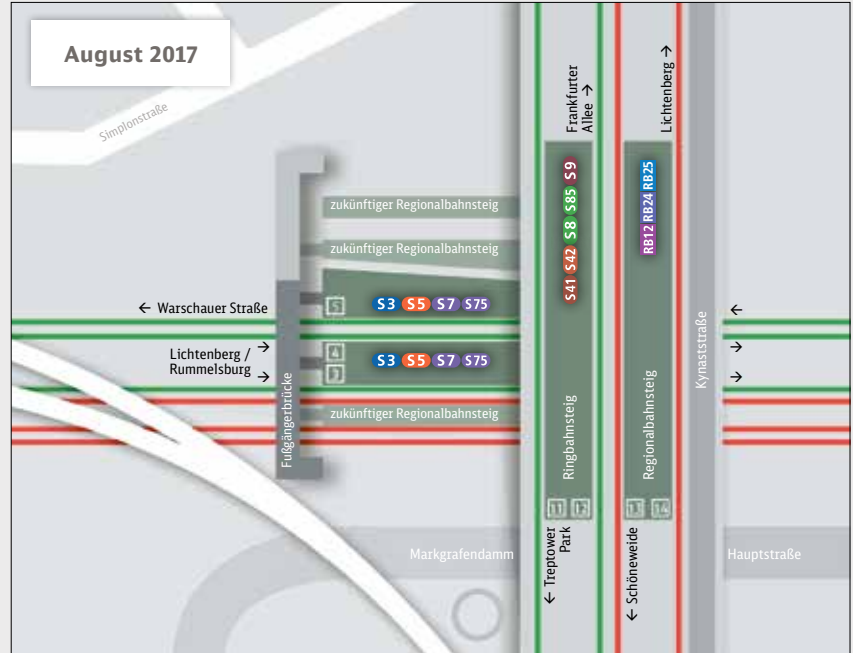 August 2017
Simplonstraße
Frankfurter
Allee →
Lichtenberg →
S41 S42 S8 S85 S9
RB12 RB24 RB25
zukünftiger Regionalbahnsteig
zukünftiger Regionalbahnsteig
← Warschauer Straße
5
S3 S5 S7 S75
←
Lichtenberg / →
Rummelsburg →
4
3
S3 S5 S7 S75
→
→
zukünftiger Regionalbahnsteig
Fußgängerbrücke
Ringbahnsteig
Regionalbahnsteig
Kynaststraße
11 12
13 14
Markgrafendamm
← Treptower
Park
← Schöneweide
Hauptstraße